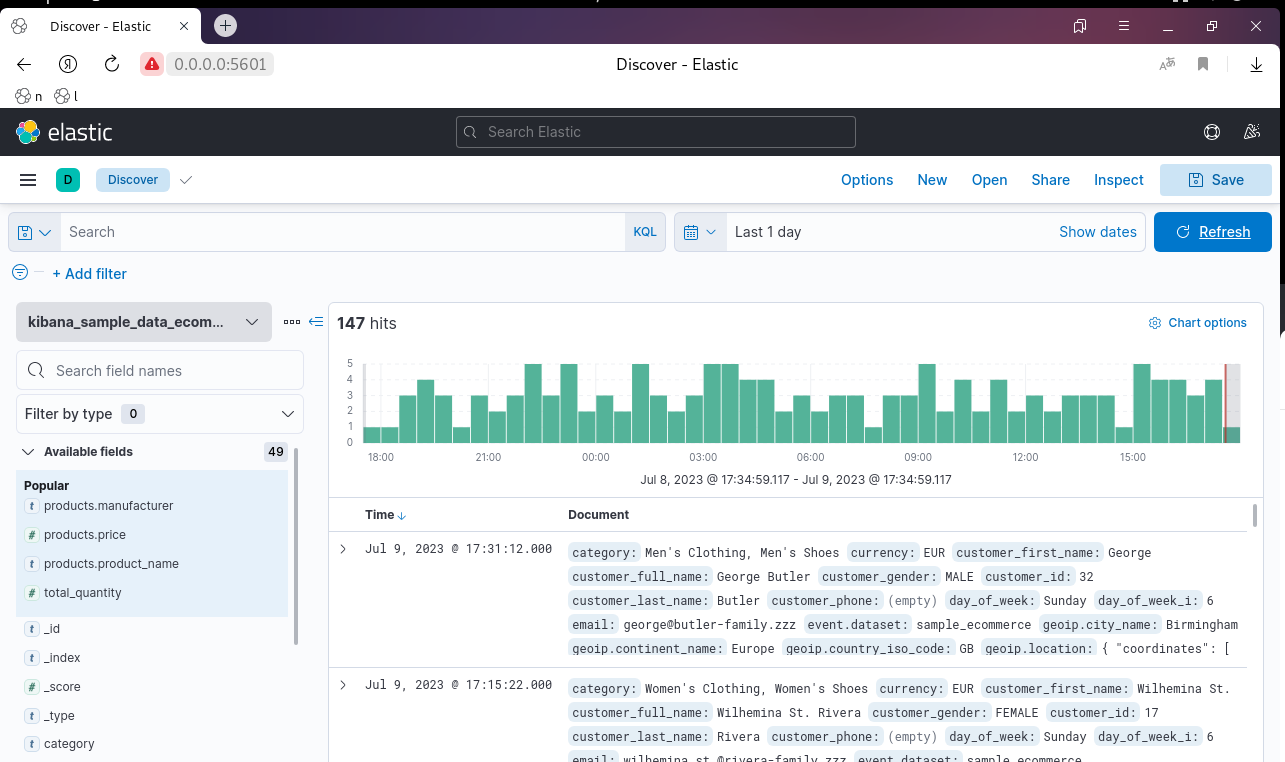 Discover - Elastic
0.0.0.0:5601 Discover - Elastic
n l
elastic Search Elastic
D Discover Options New Open Share Inspect Save
Search KQL Last 1 day Show dates Refresh
+ Add filter
kibana_sample_data_ecom...
Search field names
Filter by type 0
Available fields 49
Popular
t products.manufacturer
# products.price
t products.product_name
# total_quantity
t _id
t _index
# _score
t _type
t category
147 hits Chart options
5
4
3
2
1
0
18:00 21:00 00:00 03:00 06:00 09:00 12:00 15:00
Jul 8, 2023 @ 17:34:59.117 - Jul 9, 2023 @ 17:34:59.117
Time Document
Jul 9, 2023 @ 17:31:12.000 category: Men's Clothing, Men's Shoes currency: EUR customer_first_name: George
customer_full_name: George Butler customer_gender: MALE customer_id: 32
customer_last_name: Butler customer_phone: (empty) day_of_week: Sunday day_of_week_i: 6
email: george@butler-family.zzz event.dataset: sample_ecommerce geoip.city_name: Birmingham
geoip.continent_name: Europe geoip.country_iso_code: GB geoip.location: { "coordinates": [
Jul 9, 2023 @ 17:15:22.000 category: Women's Clothing, Women's Shoes currency: EUR customer_first_name: Wilhemina St.
customer_full_name: Wilhemina St. Rivera customer_gender: FEMALE customer_id: 17
customer_last_name: Rivera customer_phone: (empty) day_of_week: Sunday day_of_week_i: 6
email: wilhemina st.@rivera-family.zzz event.dataset: sample_ecommerce